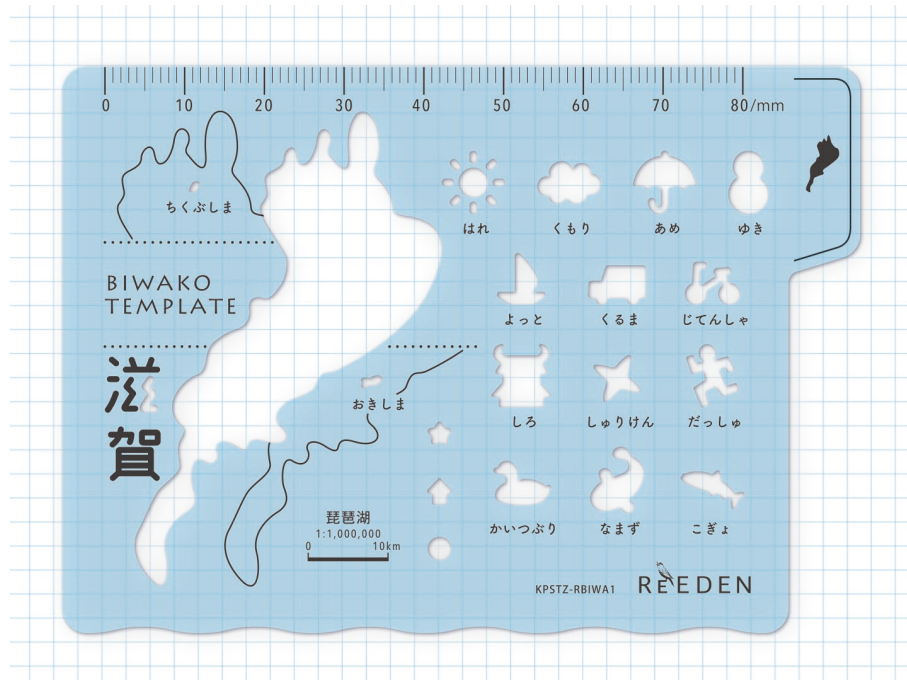 0 10 20 30 40 50 60 70 80/mm
ちくぶしま
はれ くもり あめ ゆき
BIWAKO
TEMPLATE
よっと くるま じてんしゃ
滋賀
おきしま
しろ しゅりけん だっしゅ
かいつぶり なまず こぎょ
琵琶湖
1:1,000,000
0 10km
KPSTZ-RBIWA1 REEDEN